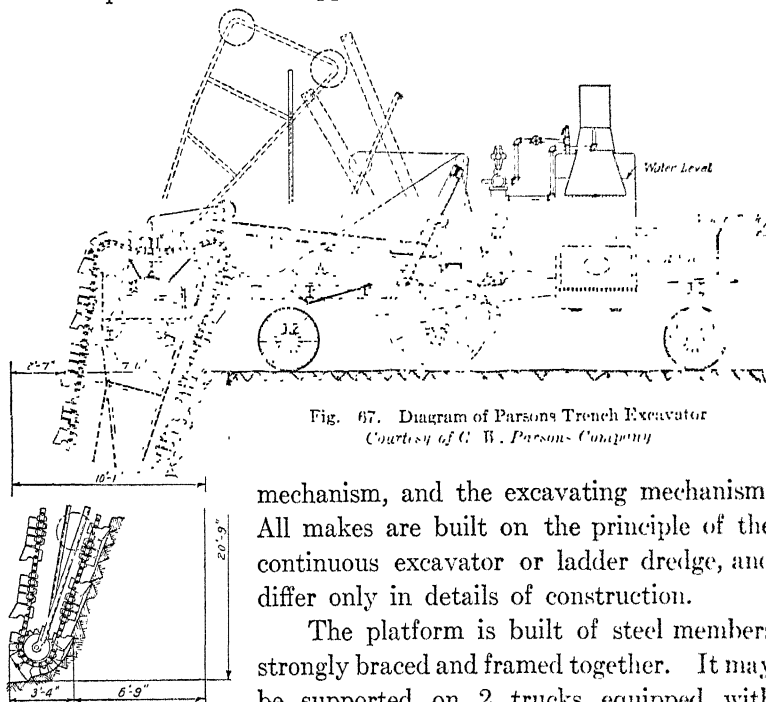 Water Level
12
2'-7"
Fig. 67. Diagram of Parsons Trench Excavator
Courtesy of C. W. Parsons Company
10'-1"
20'-9"
3'-4"
6'-9"
mechanism, and the excavating mechanism
All makes are built on the principle of the
continuous excavator or ladder dredge, and
differ only in details of construction.
The platform is built of steel members
strongly braced and framed together. It may
be supported on 2 trucks equipped with